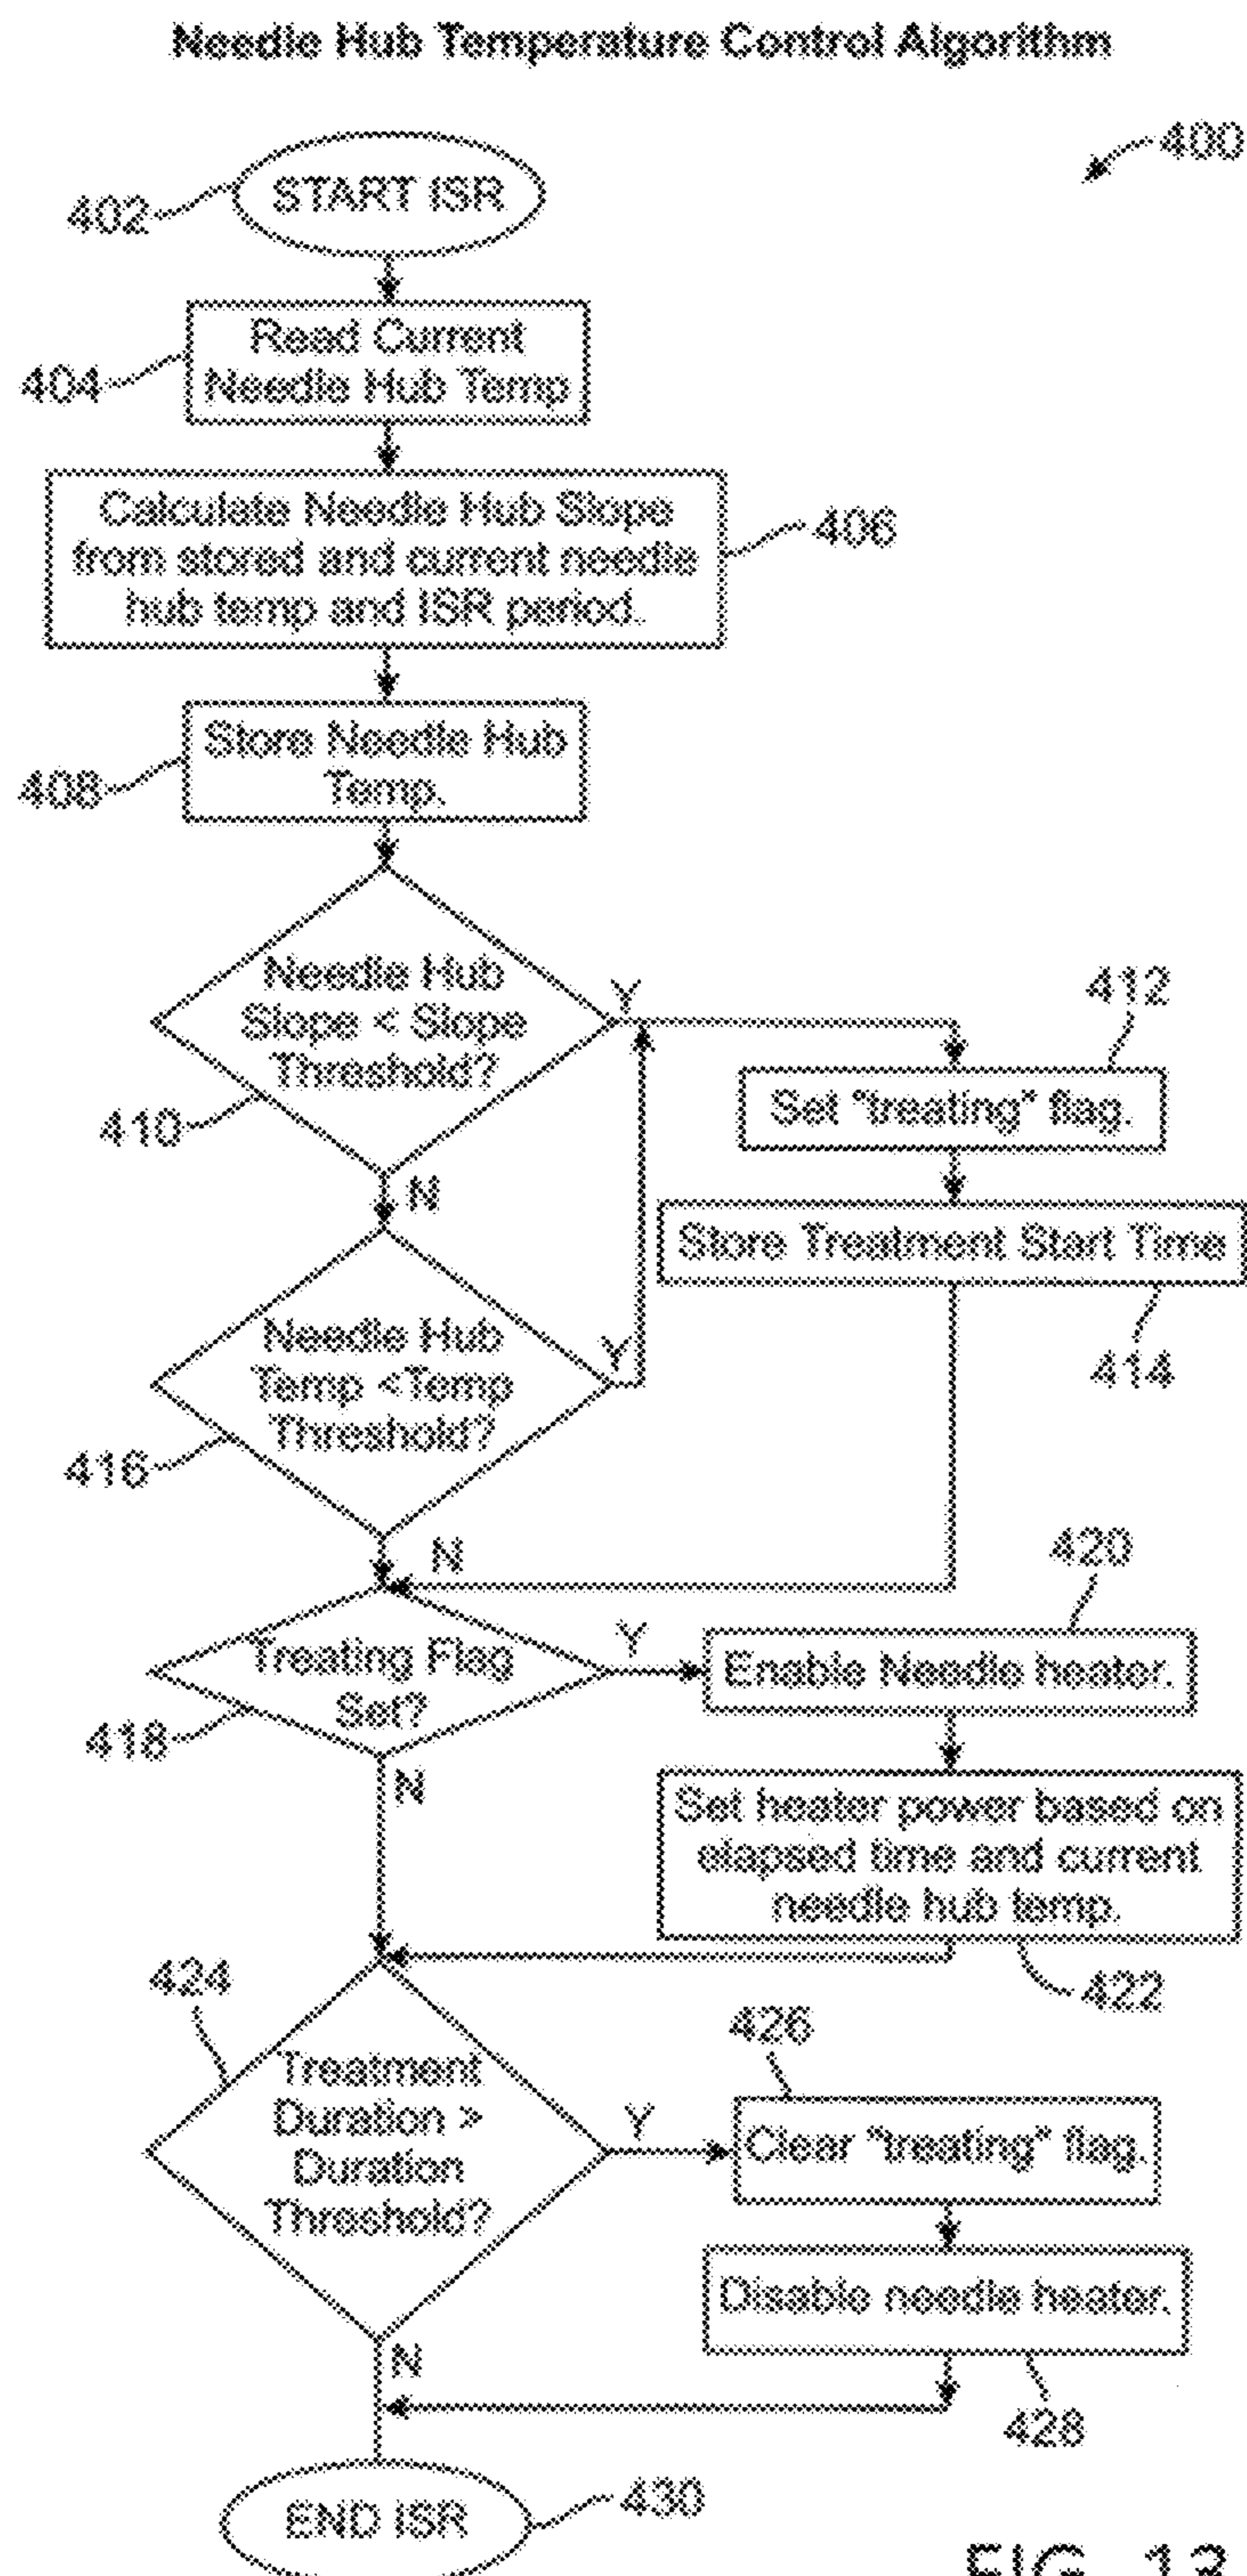 Needle Hub Temperature Control Algorithm
400
402
START ISR
404
Read Current
Needle Hub Temp
Calculate Needle Hub Slope
from stored and current needle
hub temp and ISR period.
406
408
Store Needle Hub
Temp.
Needle Hub
Slope < Slope
Threshold?
410
Y
N
412
Set "treating" flag.
Store Treatment Start Time
414
Needle Hub
Temp <Temp
Threshold?
416
Y
N
Treating Flag
Set?
418
Y
N
420
Enable Needle heater.
Set heater power based on
elapsed time and current
needle hub temp.
422
424
Treatment
Duration >
Duration
Threshold?
Y
N
426
Clear "treating" flag.
Disable needle heater.
428
END ISR
430
FIG. 13